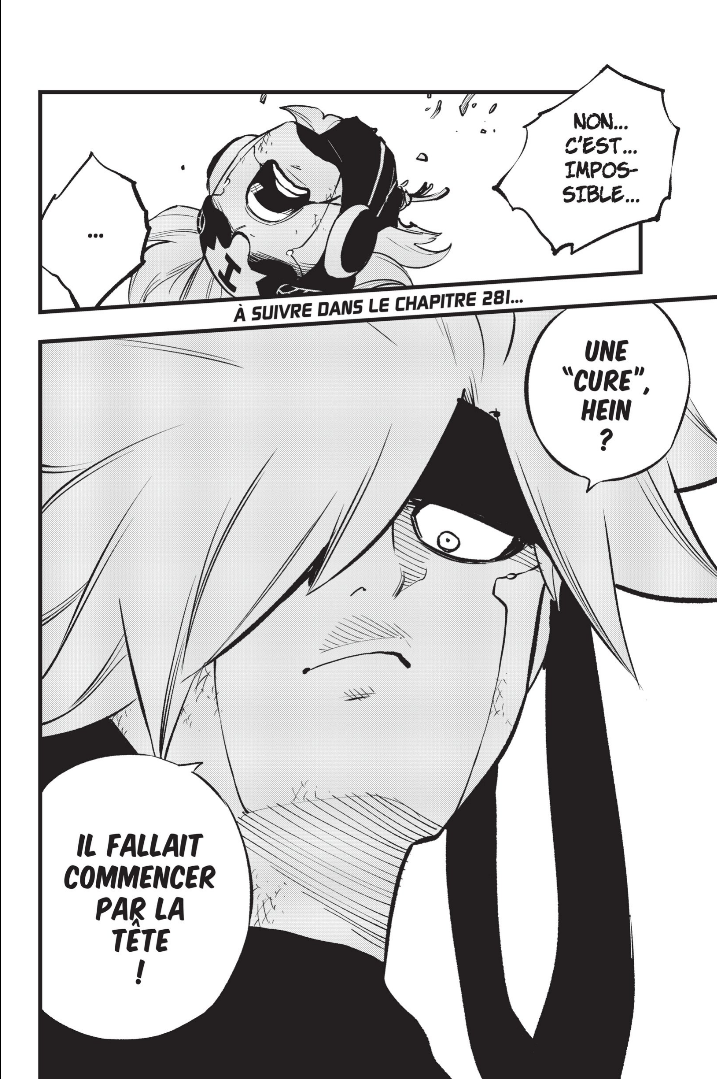 NON...
C'EST...
IMPOS-
SIBLE...
...
H
À SUIVRE DANS LE CHAPITRE 281...
UNE
"CURE",
HEIN
?
IL FALLAIT
COMMENCER
PAR LA
TÊTE
!